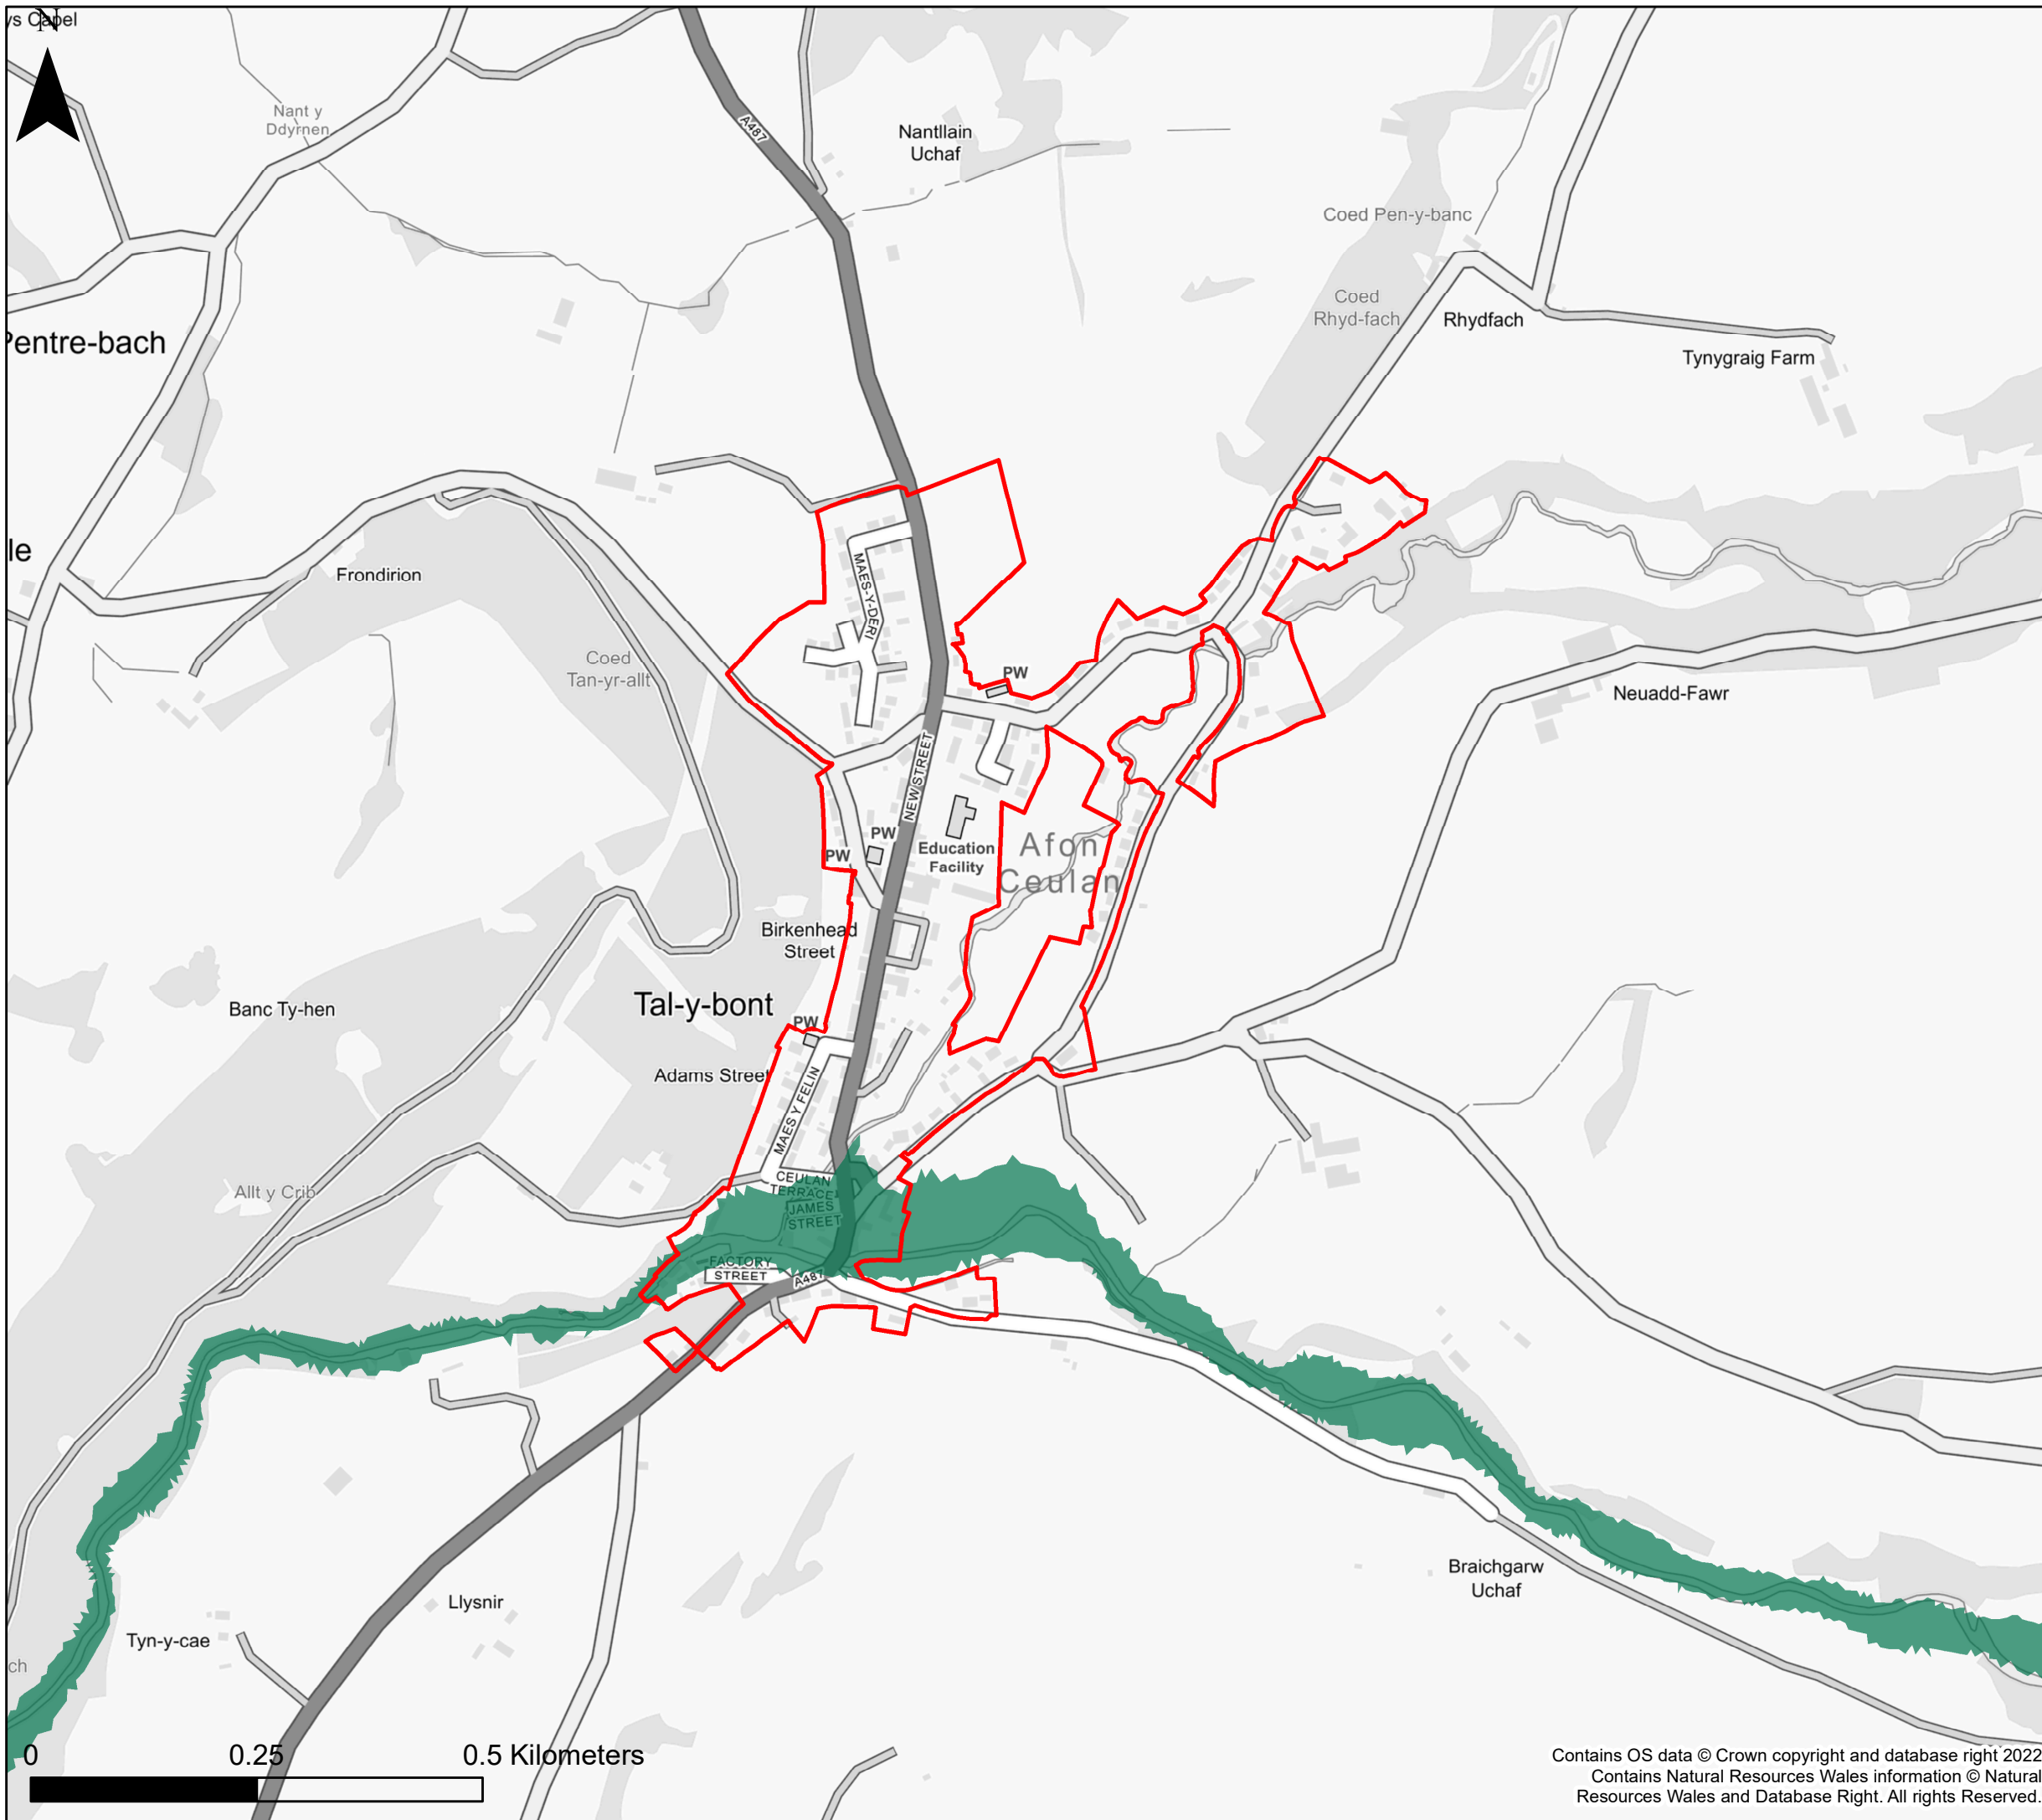 ys Capel
N
Nant y
Ddyrnen
A487
Nantllain
Uchaf
Coed Pen-y-banc
Coed
Rhyd-fach
Rhydfach
Tynygraig Farm
Pentre-bach
le
Frondirion
Coed
Tan-yr-allt
MAES-Y-DERI
PW
Neuadd-Fawr
NEW STREET
PW
PW
Education
Facility
Afon
Ceulan
Birkenhead
Street
Banc Ty-hen
Tal-y-bont
PW
Adams Street
MAES Y FELIN
Allt y Crib
CEULAN
TERRACE
JAMES
STREET
FACTORY
STREET
A487
Braichgarw
Uchaf
Llysnir
Tyn-y-cae
ch
0 0.25 0.5 Kilometers
Contains OS data © Crown copyright and database right 2022
Contains Natural Resources Wales information © Natural
Resources Wales and Database Right. All rights Reserved.